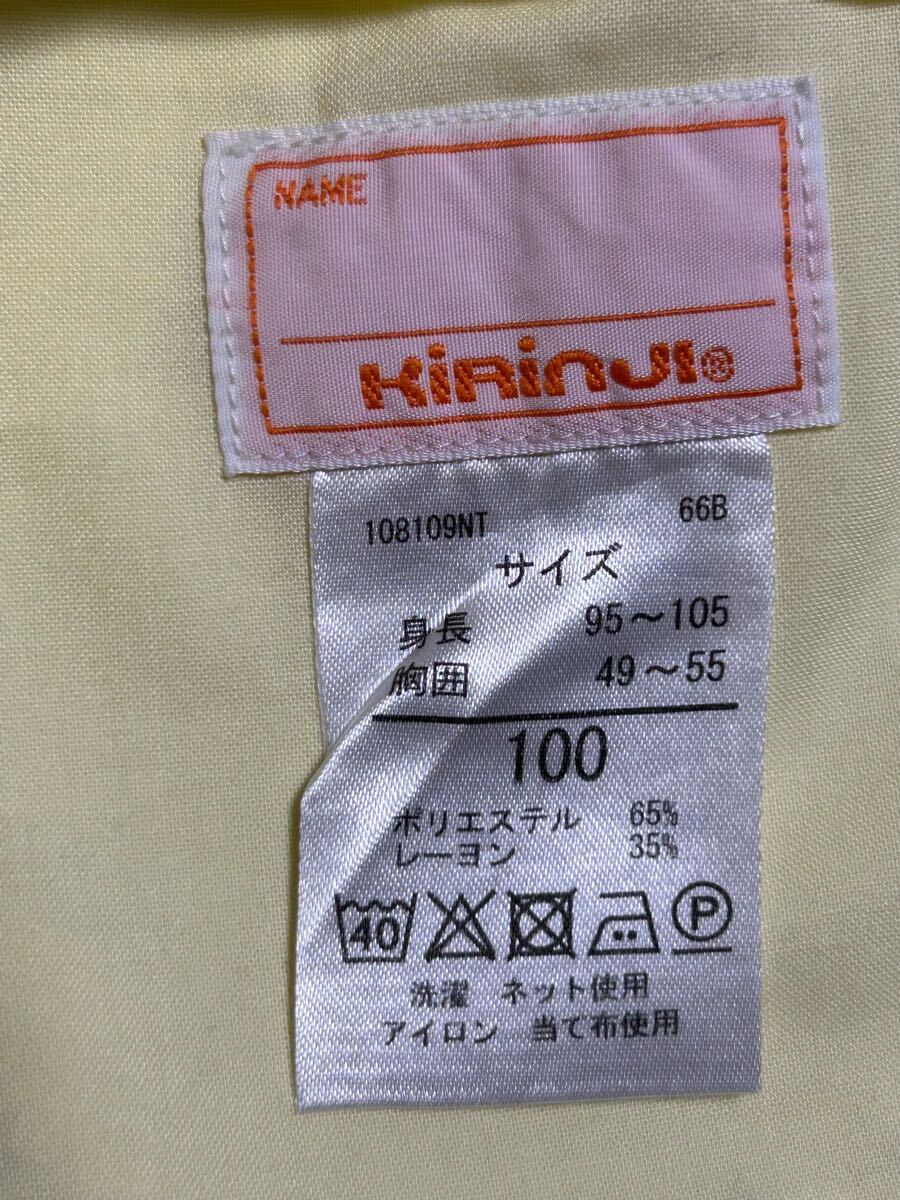 NAME
KiRinJI®
108109NT 66B
サイズ
身長 95～105
胸囲 49～55
100
ポリエステル 65%
レーヨン 35%
40 P
洗濯 ネット使用
アイロン 当て布使用